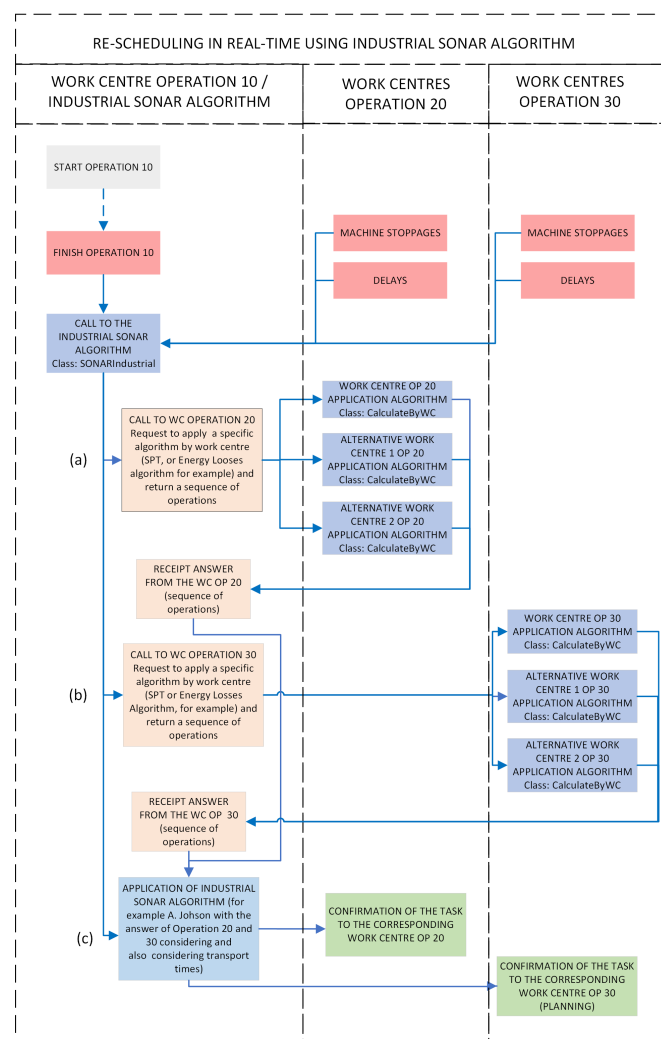 RE-SCHEDULING IN REAL-TIME USING INDUSTRIAL SONAR ALGORITHM
WORK CENTRE OPERATION 10 /
INDUSTRIAL SONAR ALGORITHM
WORK CENTRES
OPERATION 20
WORK CENTRES
OPERATION 30
START OPERATION 10
FINISH OPERATION 10
MACHINE STOPPAGES
DELAYS
MACHINE STOPPAGES
DELAYS
CALL TO THE
INDUSTRIAL SONAR
ALGORITHM
Class: SONARIndustrial
(a)
CALL TO WC OPERATION 20
Request to apply a specific
algorithm by work centre
(SPT, or Energy Looses
algorithm for example) and
return a sequence of
operations
WORK CENTRE OP 20
APPLICATION ALGORITHM
Class: CalculateByWC
ALTERNATIVE WORK
CENTRE 1 OP 20
APPLICATION ALGORITHM
Class: CalculateByWC
ALTERNATIVE WORK
CENTRE 2 OP 20
APPLICATION ALGORITHM
Class: CalculateByWC
RECEIPT ANSWER
FROM THE WC OP 20
(sequence of
operations)
(b)
CALL TO WC OPERATION 30
Request to apply a specific
algorithm by work centre
(SPT or Energy Losses
Algorithm, for example) and
return a sequence of
operations
WORK CENTRE OP 30
APPLICATION ALGORITHM
Class: CalculateByWC
ALTERNATIVE WORK
CENTRE 1 OP 30
APPLICATION ALGORITHM
Class: CalculateByWC
ALTERNATIVE WORK
CENTRE 2 OP 30
APPLICATION ALGORITHM
Class: CalculateByWC
RECEIPT ANSWER
FROM THE WC OP 30
(sequence of
operations)
(c)
APPLICATION OF INDUSTRIAL
SONAR ALGORITHM (for
example A. Johson with the
answer of Operation 20 and
30 considering and
also considering transport
times)
CONFIRMATION OF THE TASK
TO THE CORRESPONDING
WORK CENTRE OP 20
CONFIRMATION OF THE TASK
TO THE CORRESPONDING
WORK CENTRE OP 30
(PLANNING)